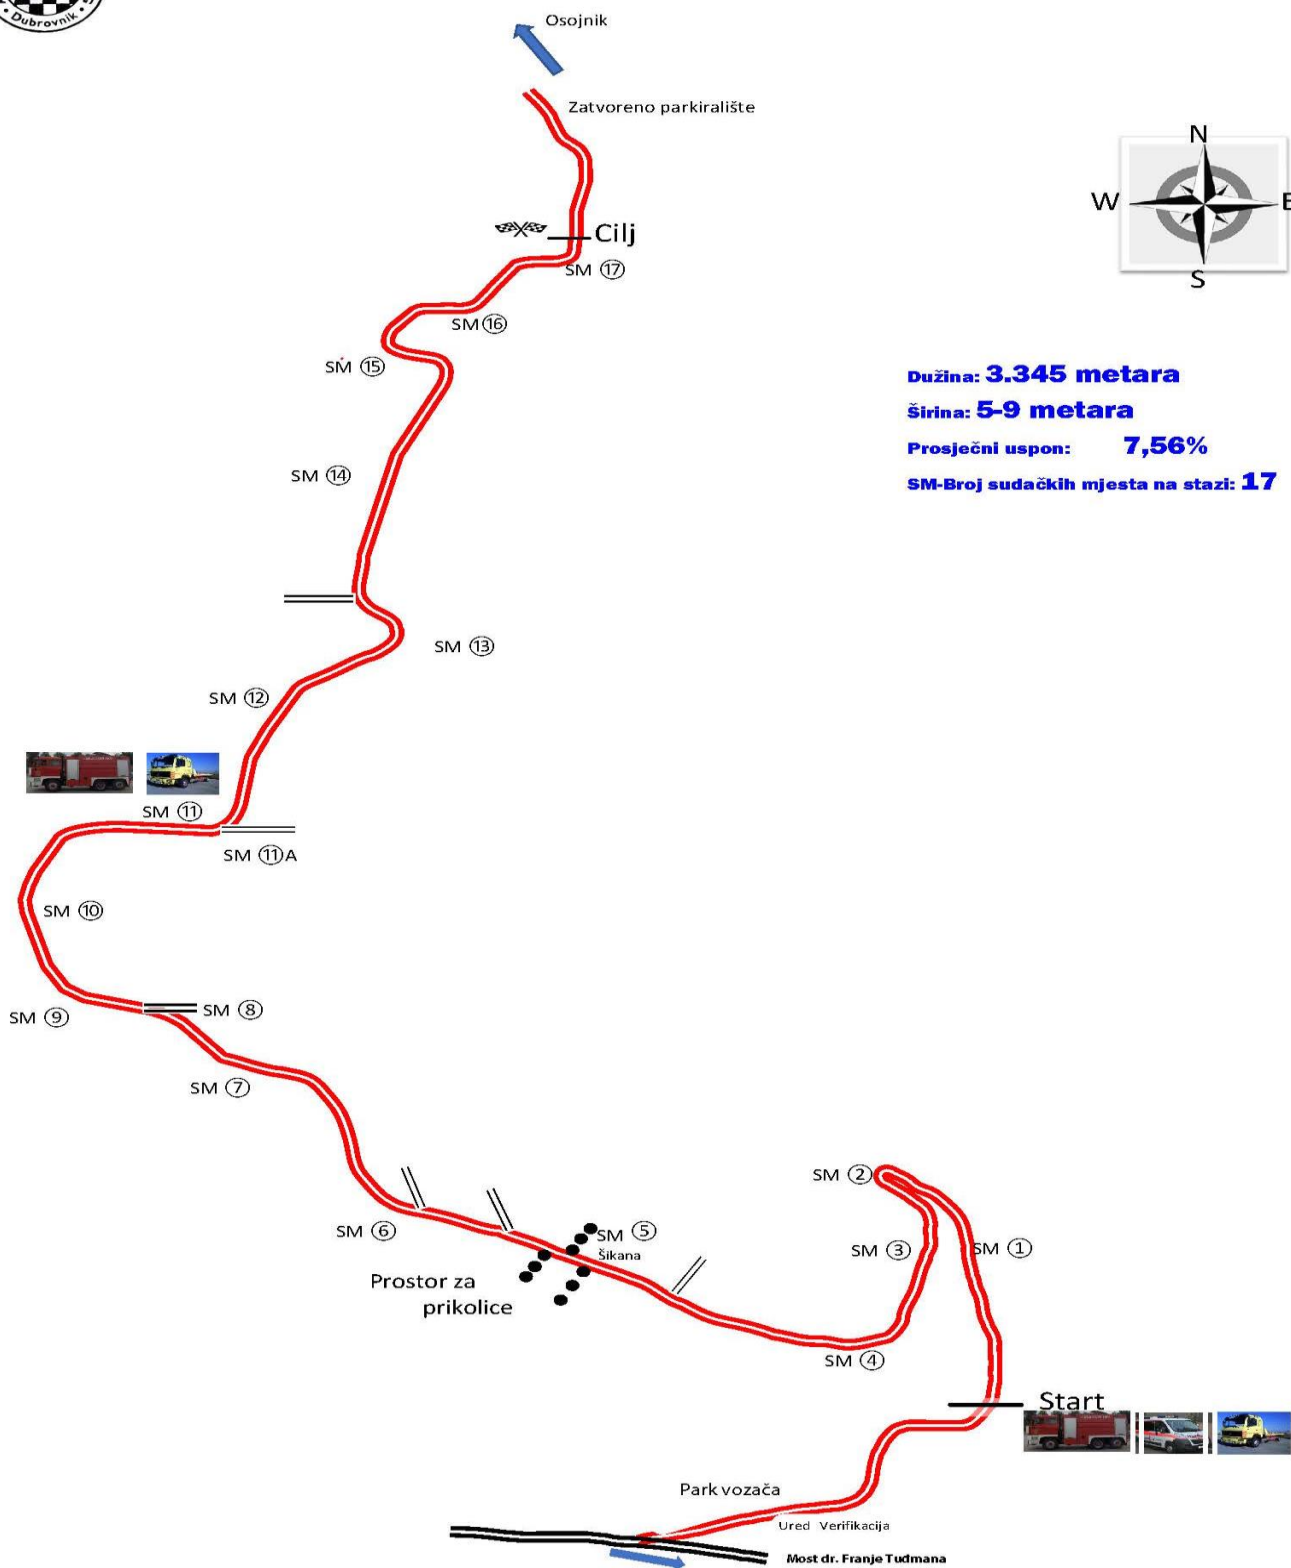 Dubrovnik
Osojnik
Zatvoreno parkiralište
N
W
E
S
Cilj
SM 17
SM 16
SM 15
Dužina: 3.345 metara
Širina: 5-9 metara
Prosječni uspon: 7,56%
SM-Broj sudačkih mjesta na stazi: 17
SM 14
SM 13
SM 12
SM 11
SM 11A
SM 10
SM 9
SM 8
SM 7
SM 2
SM 6
SM 5
Šikana
SM 3
SM 1
Prostor za
prikolice
SM 4
Start
Park vozača
Ured Verifikacija
Most dr. Franje Tuđmana